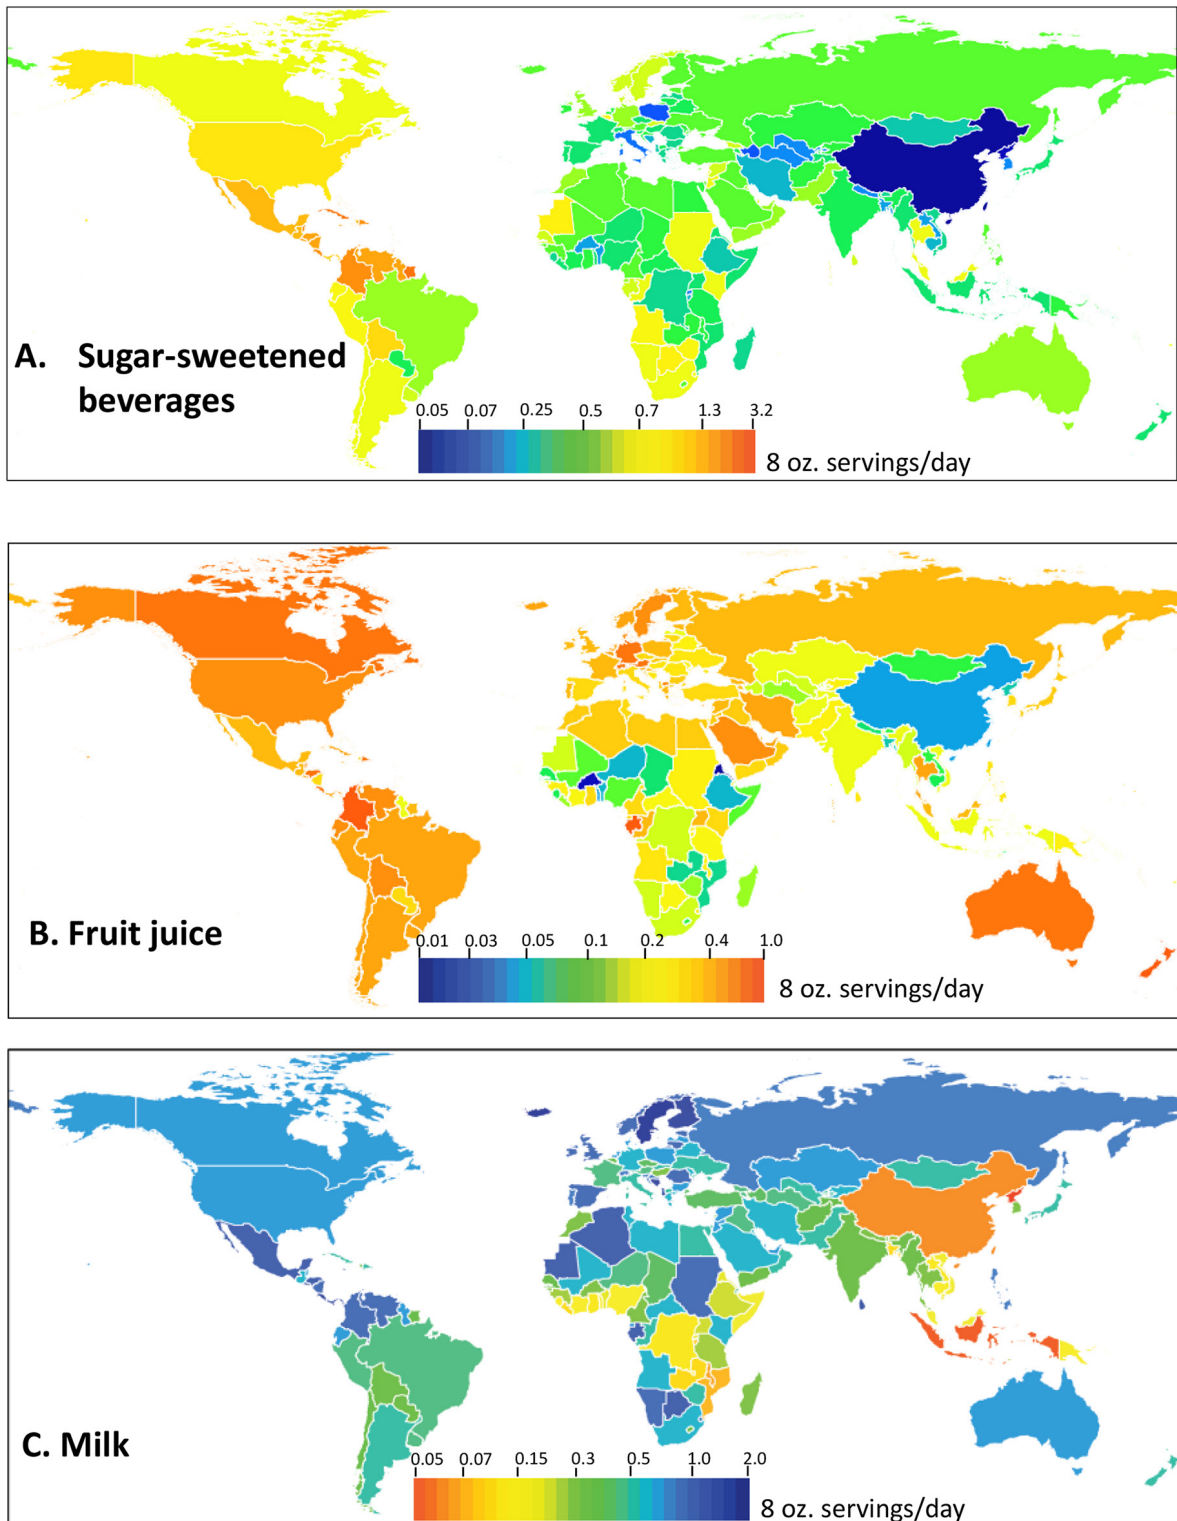 A. Sugar-sweetened
beverages
0.05 0.07 0.25 0.5 0.7 1.3 3.2
8 oz. servings/day
B. Fruit juice
0.01 0.03 0.05 0.1 0.2 0.4 1.0
8 oz. servings/day
C. Milk
0.05 0.07 0.15 0.3 0.5 1.0 2.0
8 oz. servings/day